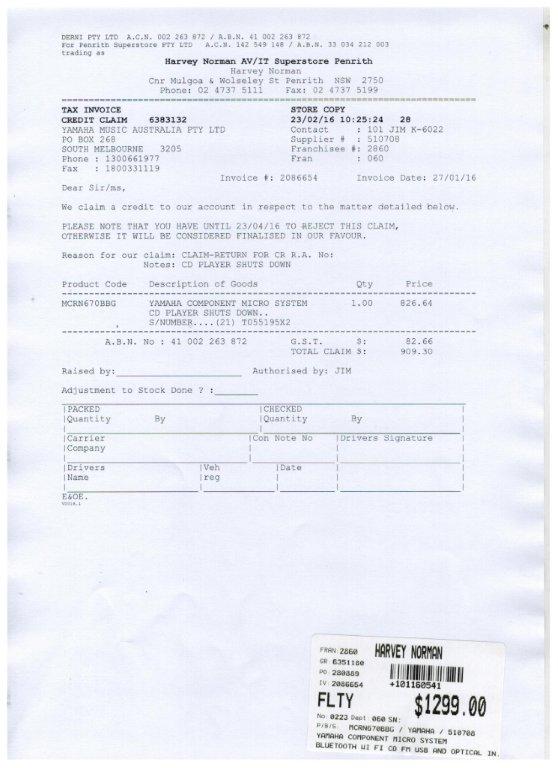 DERNI PTY LTD A.C.N. 002 263 872 / A.B.N. 41 002 263 872
For Penrith Superstore PTY LTD A.C.N. 142 549 148 / A.B.N. 33 034 212 003
trading as
Harvey Norman AV/IT Superstore Penrith
Harvey Norman
Cnr Mulgoa & Wolseley St Penrith NSW 2750
Phone: 02 4737 5111 Fax: 02 4737 5199
TAX INVOICE STORE COPY
CREDIT CLAIM 6383132 23/02/16 10:25:24 28
YAMAHA MUSIC AUSTRALIA PTY LTD Contact : 101 JIM K-6022
PO BOX 268 Supplier # : 510708
SOUTH MELBOURNE 3205 Franchisee #: 2860
Phone : 1300661977 Fran : 060
Fax : 1800331119
Invoice #: 2086654 Invoice Date: 27/01/16
Dear Sir/ms,
We claim a credit to our account in respect to the matter detailed below.
PLEASE NOTE THAT YOU HAVE UNTIL 23/04/16 TO REJECT THIS CLAIM,
OTHERWISE IT WILL BE CONSIDERED FINALISED IN OUR FAVOUR.
Reason for our claim: CLAIM-RETURN FOR CR R.A. No:
Notes: CD PLAYER SHUTS DOWN
Product Code Description of Goods Qty Price
MCRN670BBG YAMAHA COMPONENT MICRO SYSTEM 1.00 826.64
CD PLAYER SHUTS DOWN..
S/NUMBER....(21) T055195X2
A.B.N. No : 41 002 263 872 G.S.T. $: 82.66
TOTAL CLAIM $: 909.30
Raised by: Authorised by: JIM
Adjustment to Stock Done ? :
PACKED CHECKED
Quantity By Quantity By
Carrier Con Note No Drivers Signature
Company
Drivers Veh Date
Name reg
E&OE.
FRAN: 2860 HARVEY NORMAN
GR 6351180
PO: 280889
IV: 2086654 +101160541
FLTY $1299.00
No 0223 Dept 060 SN:
P/B/S: MCRN670BBG / YAMAHA / 510708
YAMAHA COMPONENT MICRO SYSTEM
BLUETOOTH WI FI CD FM USB AND OPTICAL IN.